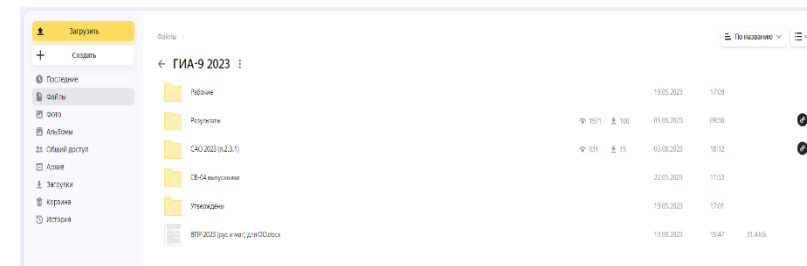 Загрузить
Создать
Последние
Файлы
Фото
Альбомы
Общий доступ
Архив
Загрузки
Корзина
История
Файлы
По названию
ГИА-9 2023
Рабочие 19.05.2023 17:09
Результаты 1971 100 05.08.2023 09:58
САО 2023 (п.2.3.1) 831 15 03.08.2023 18:12
СВ-04 выпускники 22.05.2023 11:52
Утверждены 19.05.2023 17:01
ВПР 2023 (рус и мат) для ОО.docx 10.08.2023 15:47 31,4 КБ